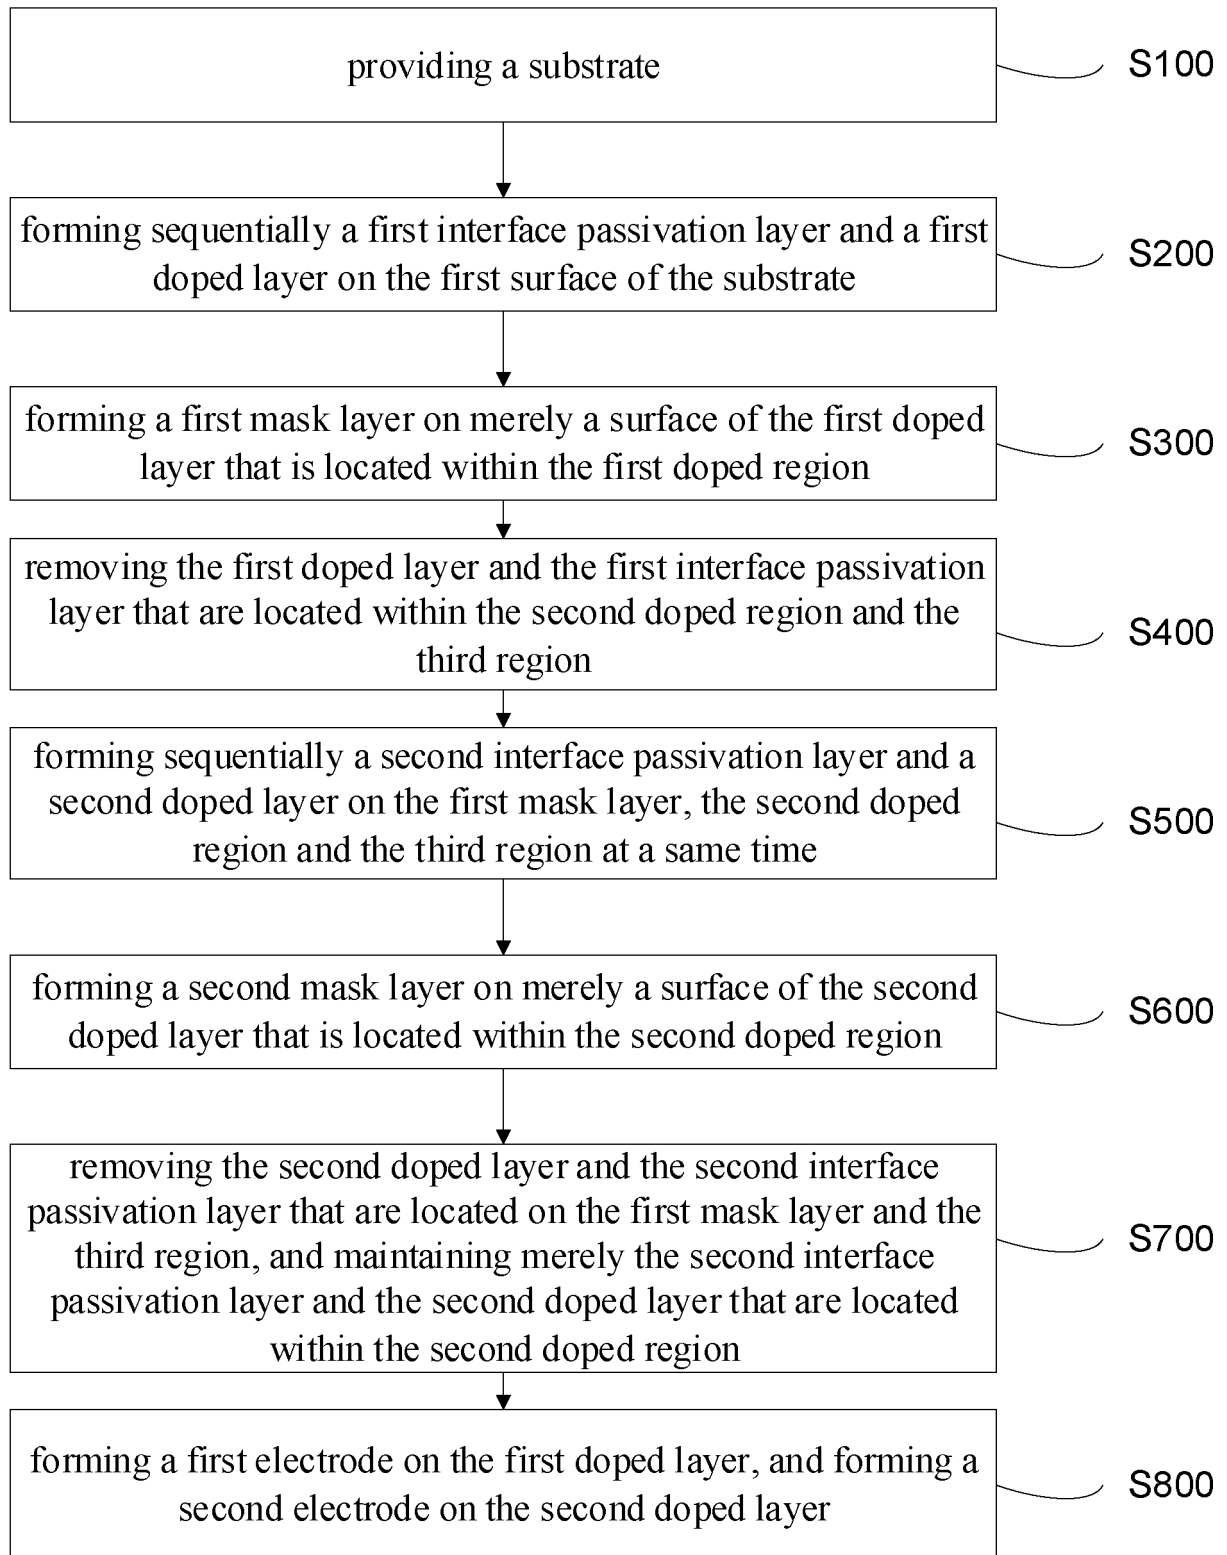 providing a substrate
S100
forming sequentially a first interface passivation layer and a first
doped layer on the first surface of the substrate
S200
forming a first mask layer on merely a surface of the first doped
layer that is located within the first doped region
S300
removing the first doped layer and the first interface passivation
layer that are located within the second doped region and the
third region
S400
forming sequentially a second interface passivation layer and a
second doped layer on the first mask layer, the second doped
region and the third region at a same time
S500
forming a second mask layer on merely a surface of the second
doped layer that is located within the second doped region
S600
removing the second doped layer and the second interface
passivation layer that are located on the first mask layer and the
third region, and maintaining merely the second interface
passivation layer and the second doped layer that are located
within the second doped region
S700
forming a first electrode on the first doped layer, and forming a
second electrode on the second doped layer
S800